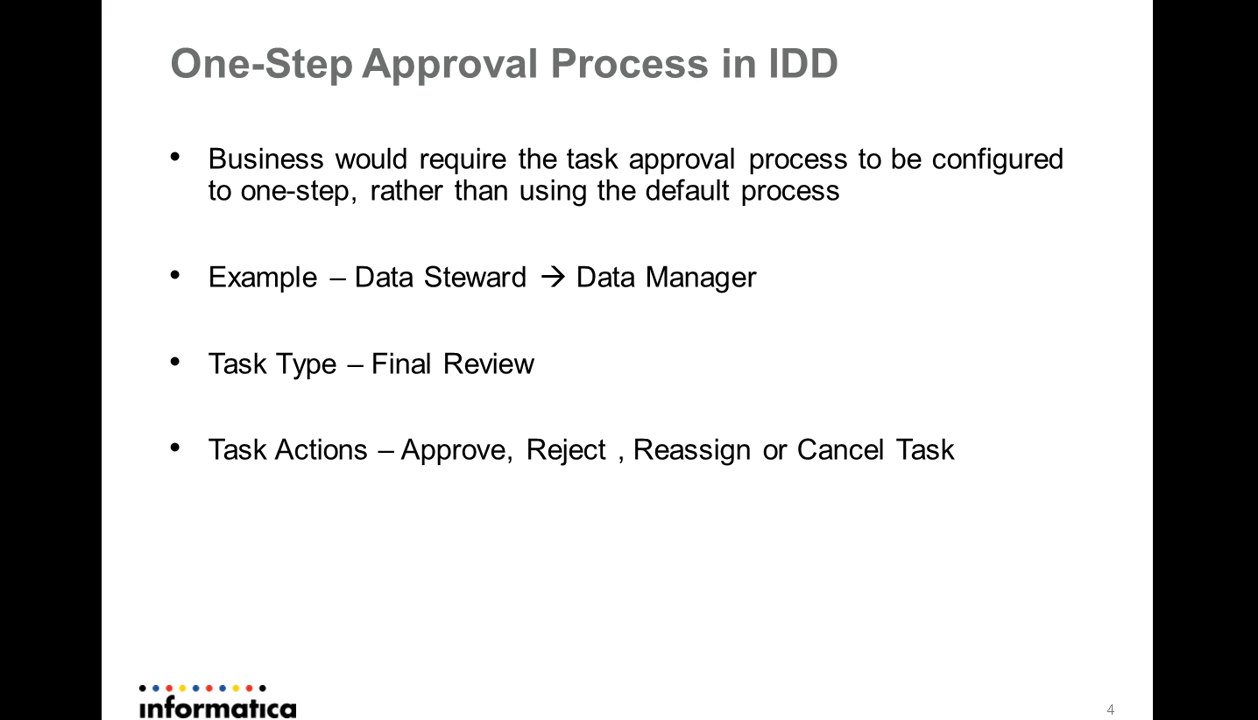 One-Step Approval Process in IDD
• Business would require the task approval process to be configured
to one-step, rather than using the default process
• Example – Data Steward → Data Manager
• Task Type – Final Review
• Task Actions – Approve, Reject , Reassign or Cancel Task
informatica
4